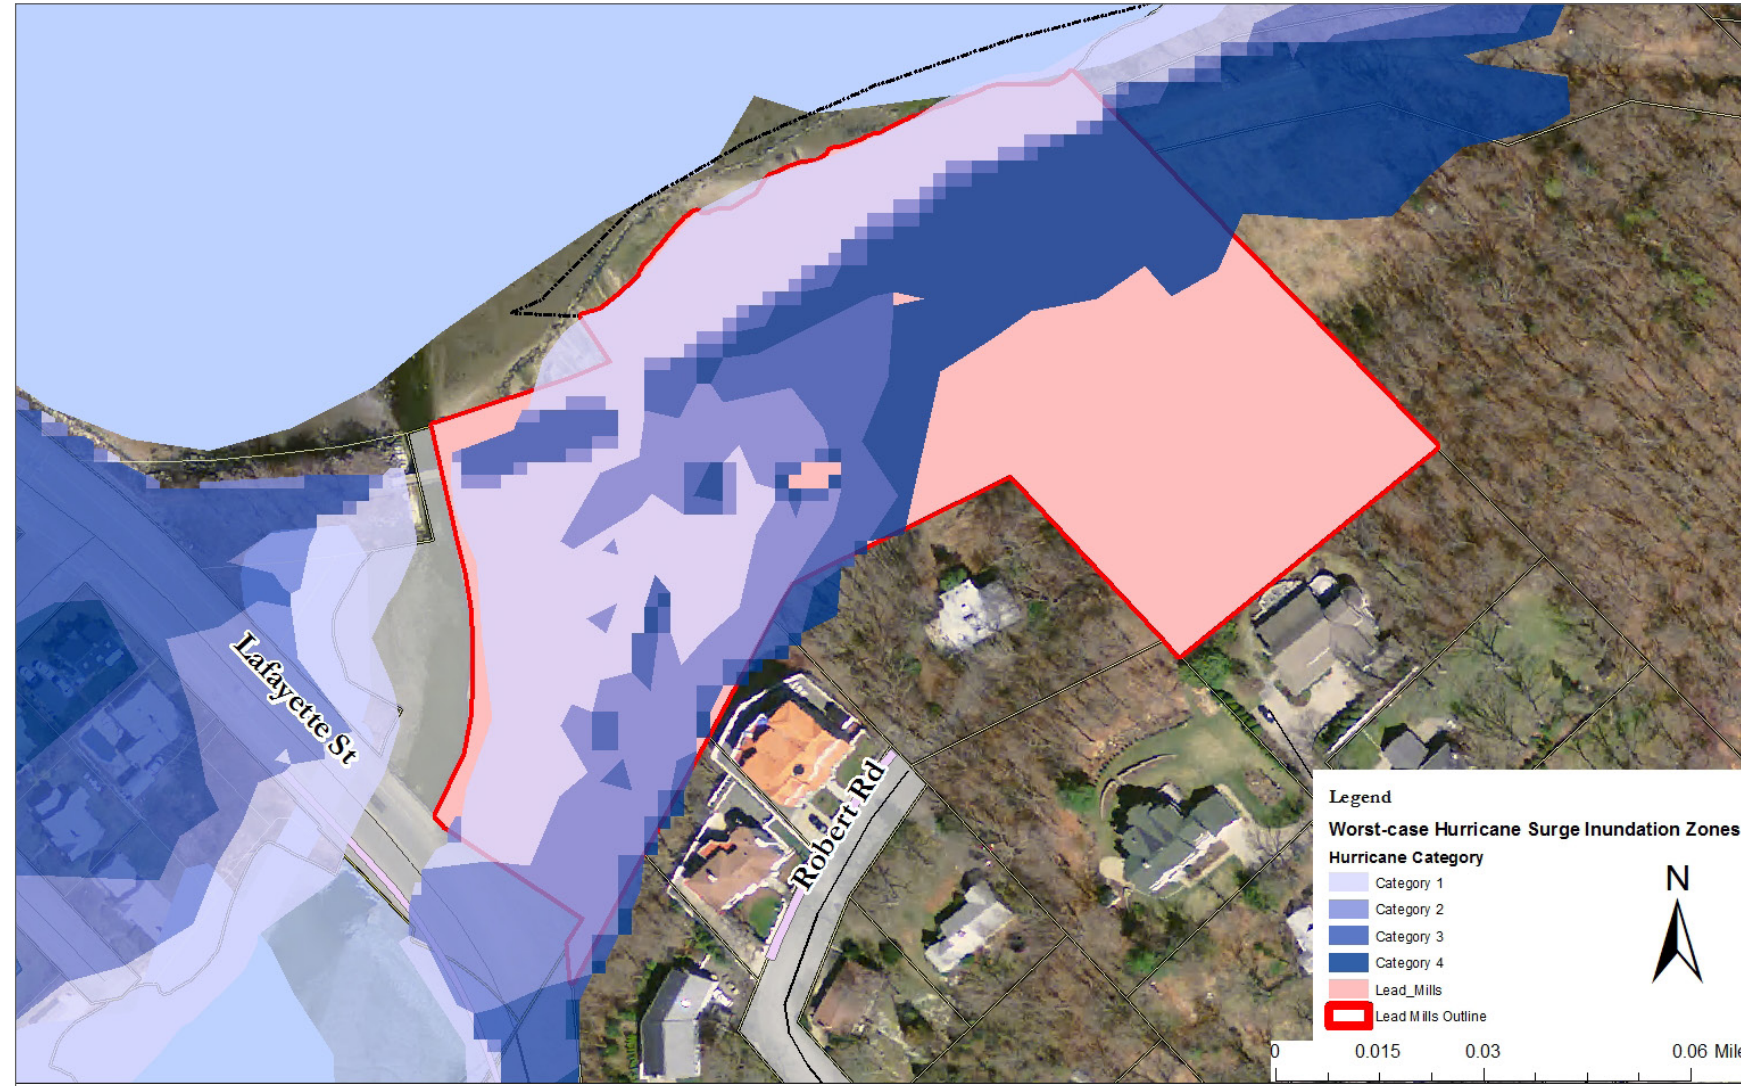 Lafayette St
Robert Rd
Legend
Worst-case Hurricane Surge Inundation Zones
Hurricane Category
Category 1
Category 2
Category 3
Category 4
Lead_Mills
Lead Mills Outline
N
0 0.015 0.03 0.06 Mile